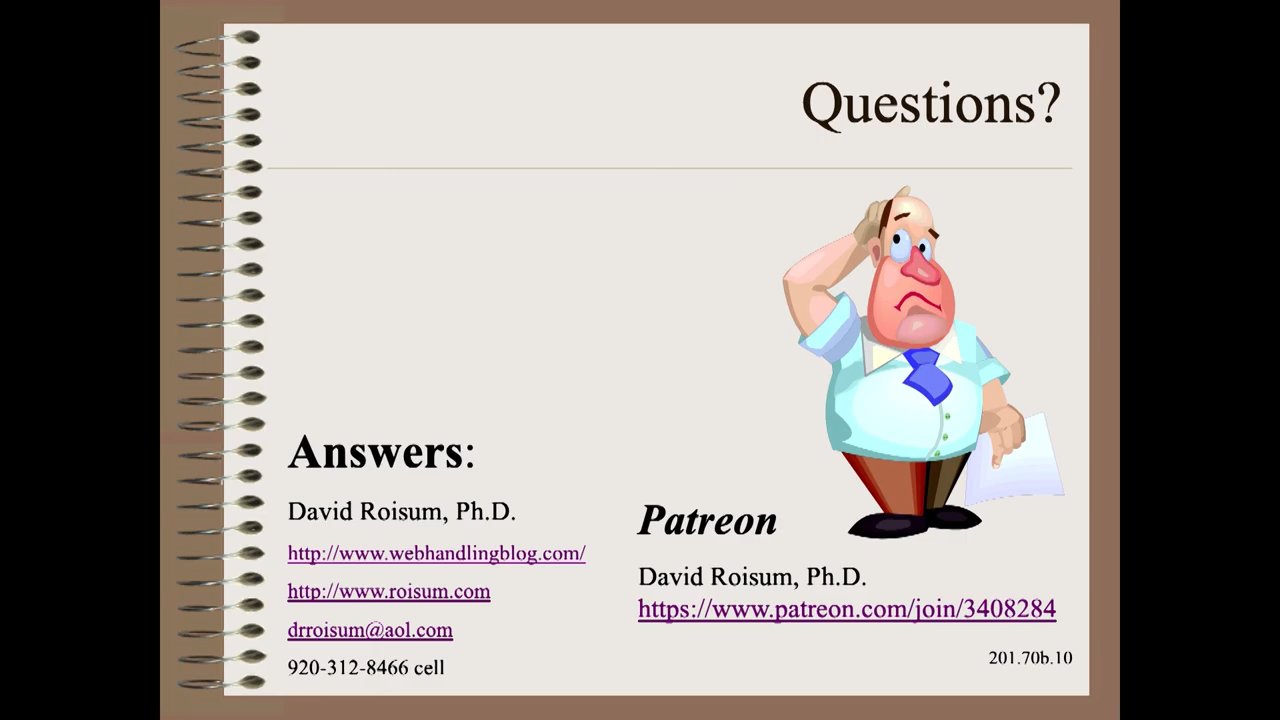 Questions?
Answers:
David Roisum, Ph.D.
http://www.webhandlingblog.com/
http://www.roisum.com
drroisum@aol.com
920-312-8466 cell
Patreon
David Roisum, Ph.D.
https://www.patreon.com/join/3408284
201.70b.10